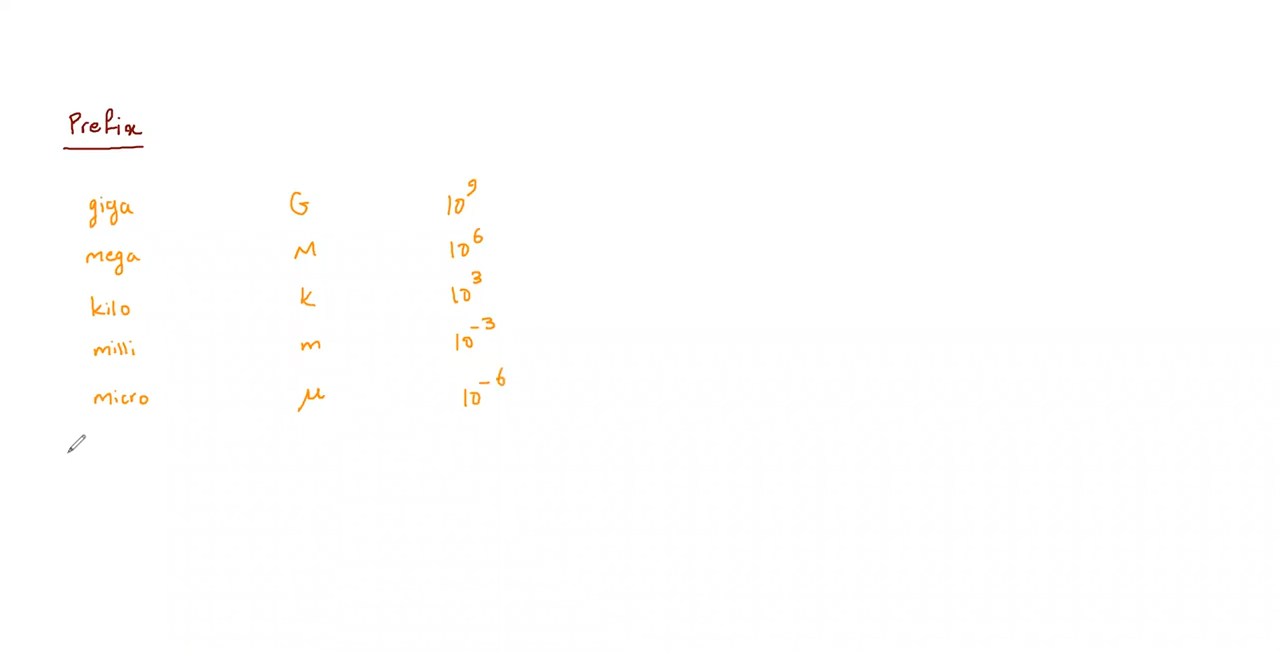 Prefix
giga G 10⁹
mega M 10⁶
kilo k 10³
milli m 10⁻³
micro μ 10⁻⁶